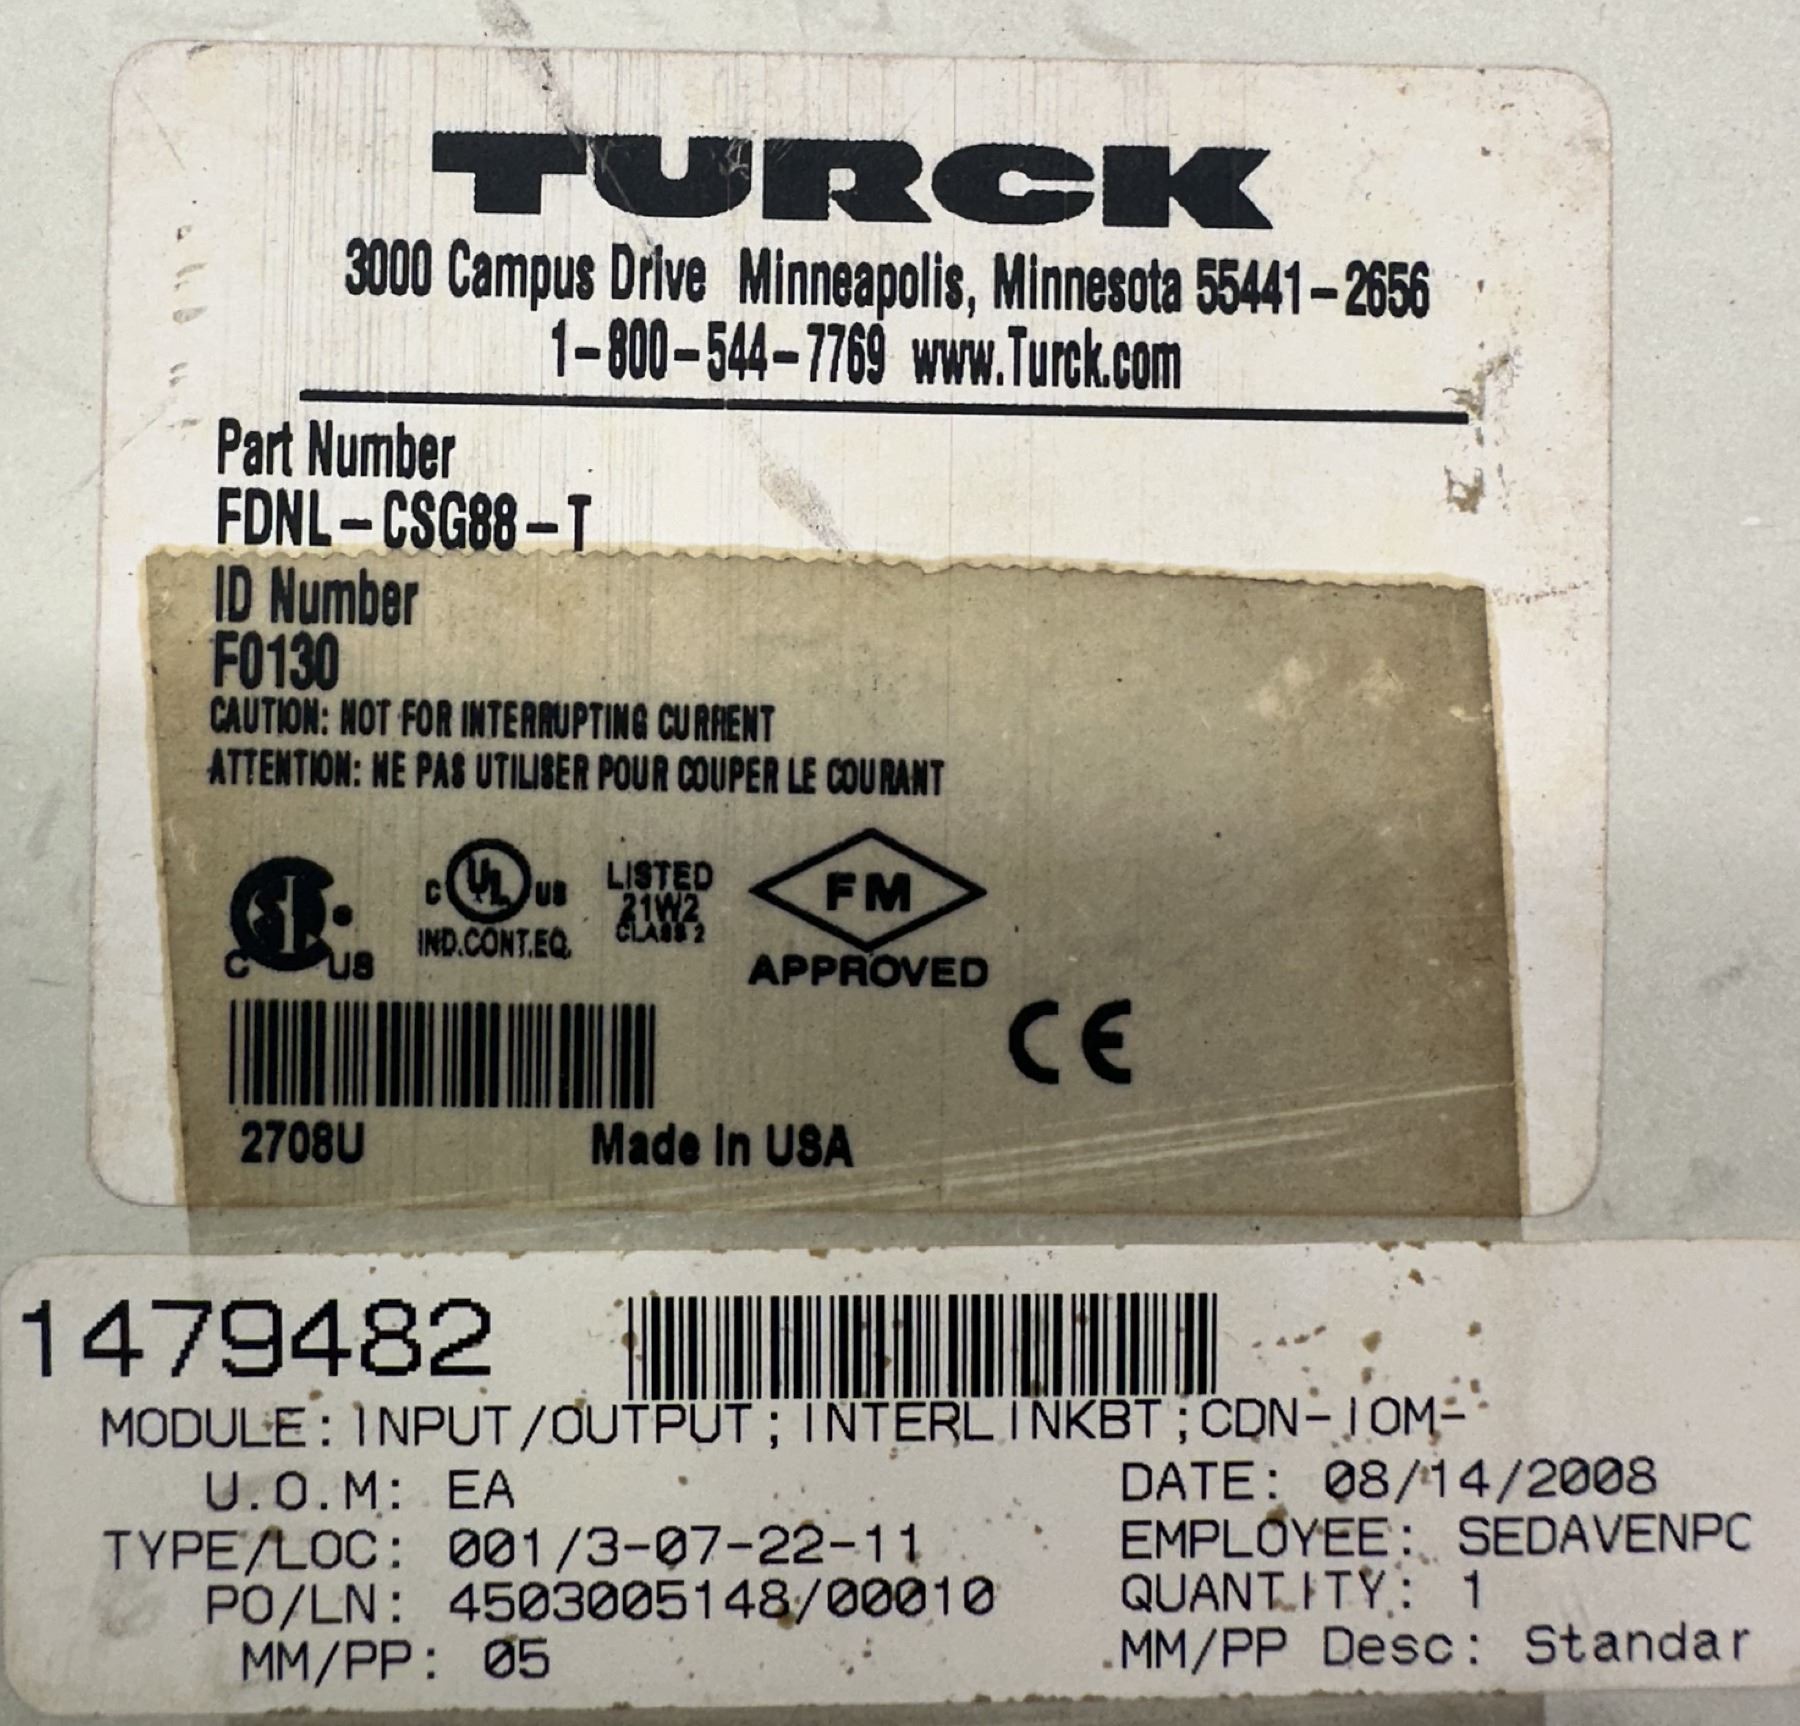 TURCK
3000 Campus Drive Minneapolis, Minnesota 55441-2656
1-800-544-7769 www.Turck.com
Part Number
FDNL-CSG88-T
ID Number
F0130
CAUTION: NOT FOR INTERRUPTING CURRENT
ATTENTION: NE PAS UTILISER POUR COUPER LE COURANT
C US
C UL US LISTED
IND.CONT.EQ. 21W2
CLASS 2
FM
APPROVED
CE
2708U Made In USA
1479482
MODULE:INPUT/OUTPUT;INTERLINKBT;CDN-IOM-
U.O.M: EA DATE: 08/14/2008
TYPE/LOC: 001/3-07-22-11 EMPLOYEE: SEDAVENPC
PO/LN: 4503005148/00010 QUANTITY: 1
MM/PP: 05 MM/PP Desc: Standar